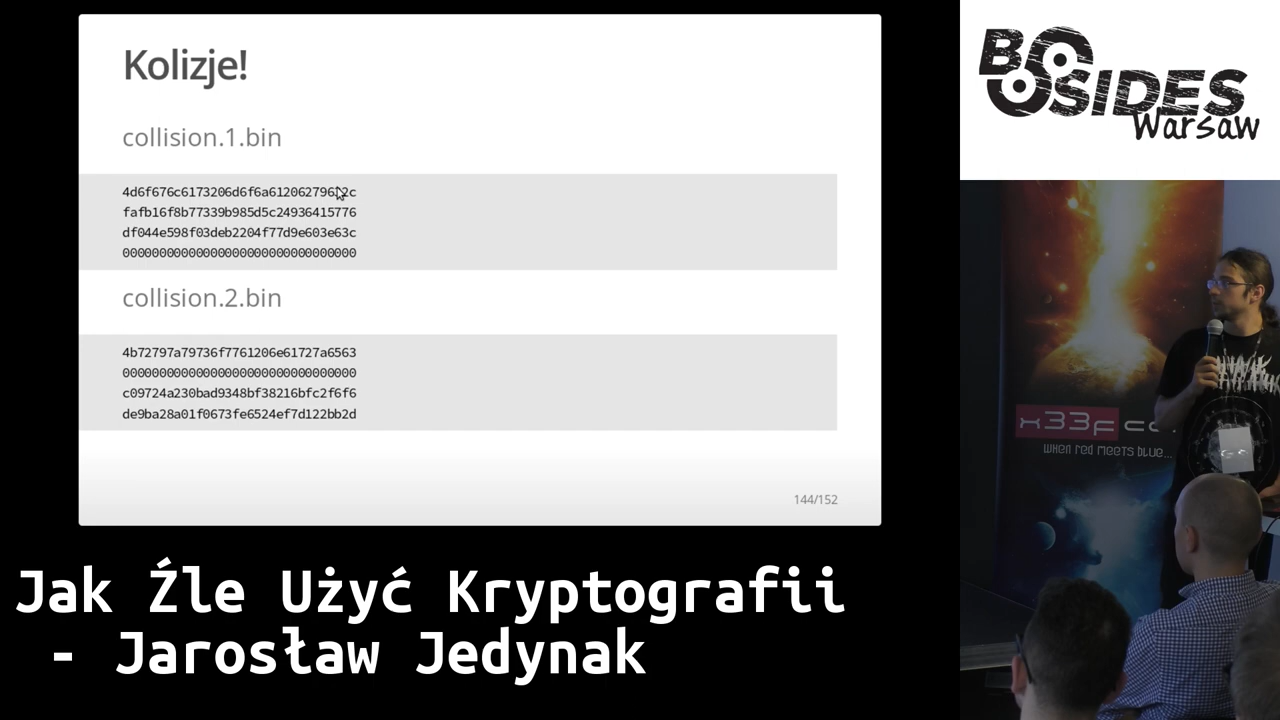 Kolizje!
collision.1.bin
fafb16f8b77339b985d5c24936415776
df044e598f03deb2204f77d9e603e63c
00000000000000000000000000000000
collision.2.bin
4b72797a79736f7761206e61727a6563
00000000000000000000000000000000
c09724a230bad9348bf38216bfc2f6f6
de9ba28a01f0673fe6524ef7d122bb2d
144/152
Jak Źle Użyć Kryptografii
- Jarosław Jedynak
BSIDES
Warsaw
x33fc
when red meets blue...